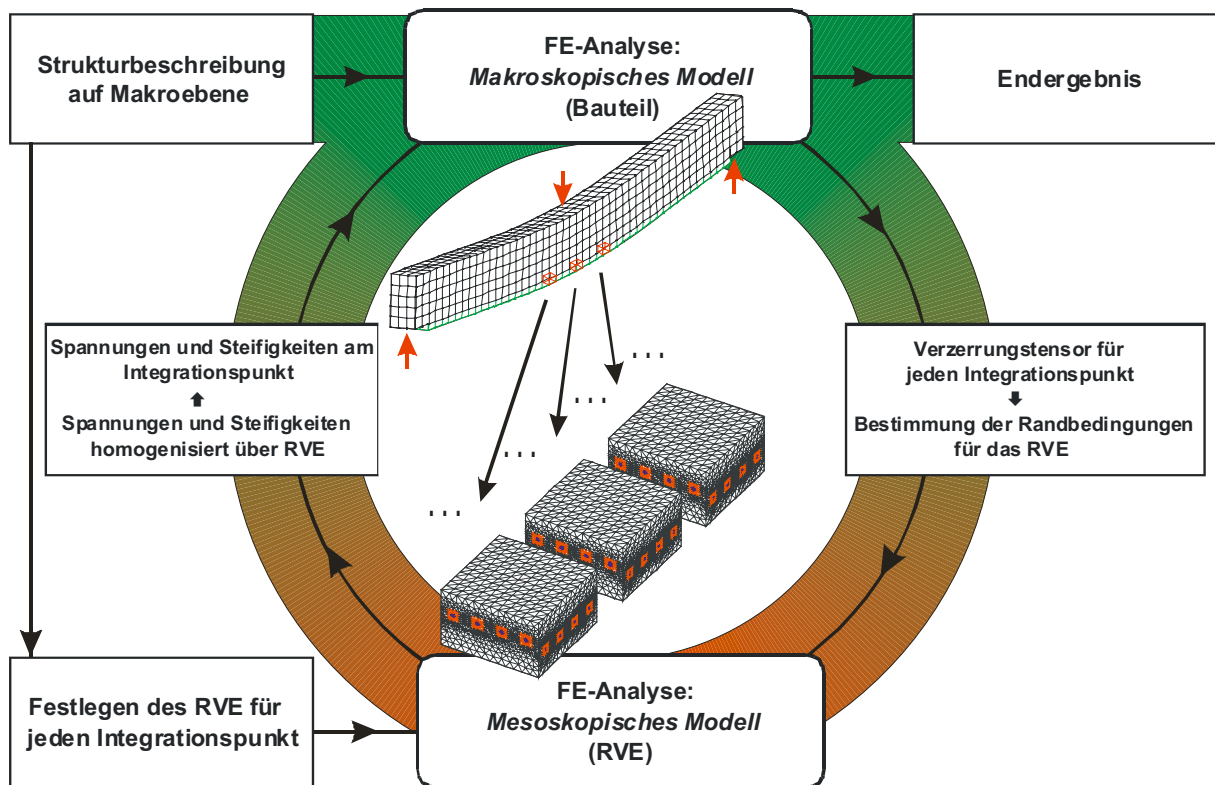 Strukturbeschreibung
auf Makroebene
FE-Analyse:
Makroskopisches Modell
(Bauteil)
Endergebnis
Spannungen und Steifigkeiten am
Integrationspunkt
Spannungen und Steifigkeiten
homogenisiert über RVE
Verzerrungstensor für
jeden Integrationspunkt
Bestimmung der Randbedingungen
für das RVE
...
...
...
...
Festlegen des RVE für
jeden Integrationspunkt
FE-Analyse:
Mesoskopisches Modell
(RVE)